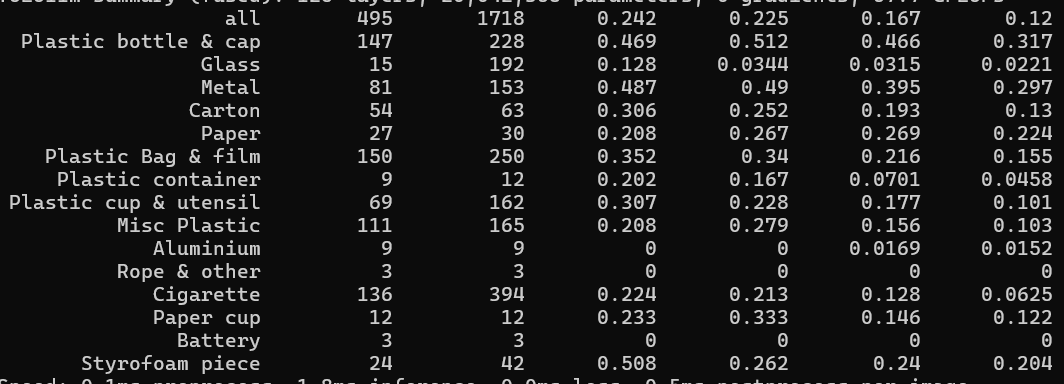 all 495 1718 0.242 0.225 0.167 0.12
Plastic bottle & cap 147 228 0.469 0.512 0.466 0.317
Glass 15 192 0.128 0.0344 0.0315 0.0221
Metal 81 153 0.487 0.49 0.395 0.297
Carton 54 63 0.306 0.252 0.193 0.13
Paper 27 30 0.208 0.267 0.269 0.224
Plastic Bag & film 150 250 0.352 0.34 0.216 0.155
Plastic container 9 12 0.202 0.167 0.0701 0.0458
Plastic cup & utensil 69 162 0.307 0.228 0.177 0.101
Misc Plastic 111 165 0.208 0.279 0.156 0.103
Aluminium 9 9 0 0 0.0169 0.0152
Rope & other 3 3 0 0 0 0
Cigarette 136 394 0.224 0.213 0.128 0.0625
Paper cup 12 12 0.233 0.333 0.146 0.122
Battery 3 3 0 0 0 0
Styrofoam piece 24 42 0.508 0.262 0.24 0.204